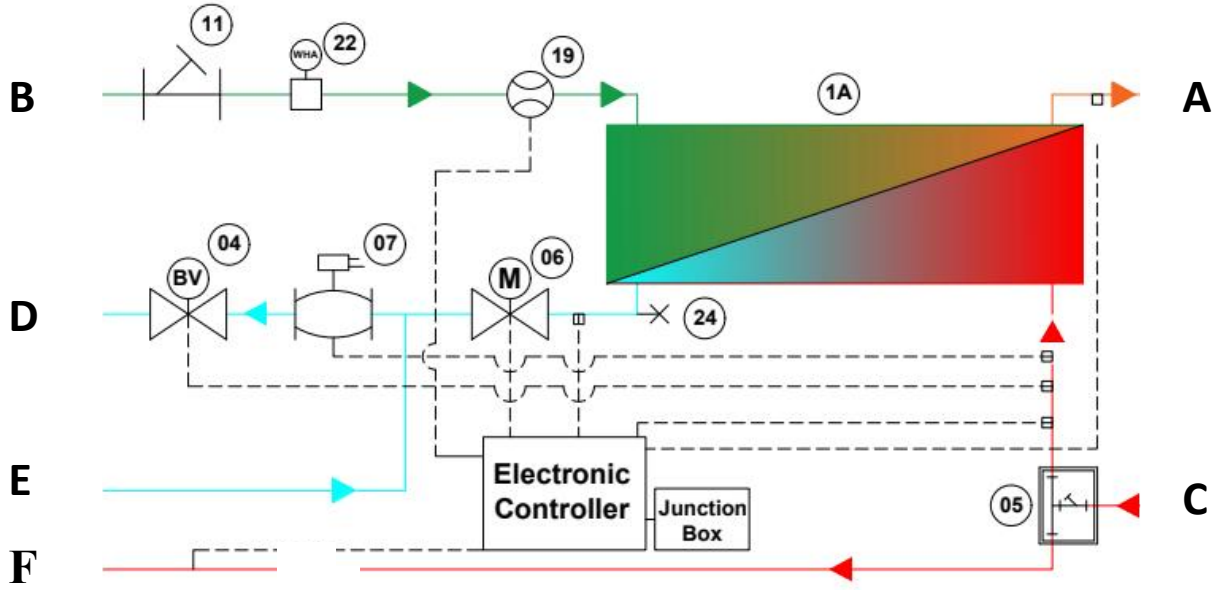 11
22
19
1A
B
WHA
A
04
07
06
BV
M
D
24
E
Electronic
Controller
Junction
Box
05
C
F